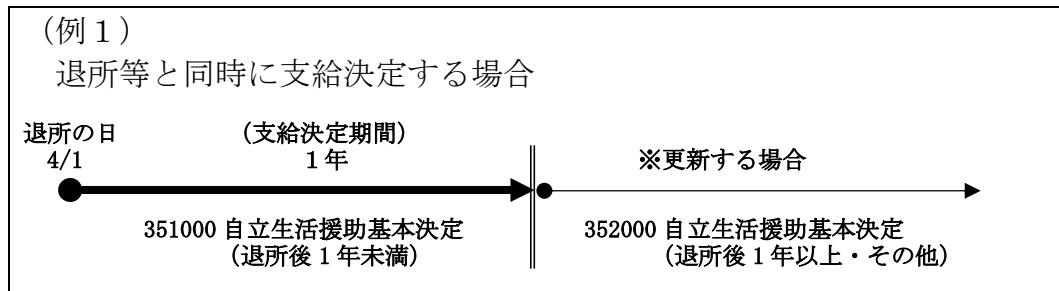 （例１）
退所等と同時に支給決定する場合
退所の日
4/1
（支給決定期間）
１年
※更新する場合
351000 自立生活援助基本決定
（退所後１年未満）
352000 自立生活援助基本決定
（退所後１年以上・その他）